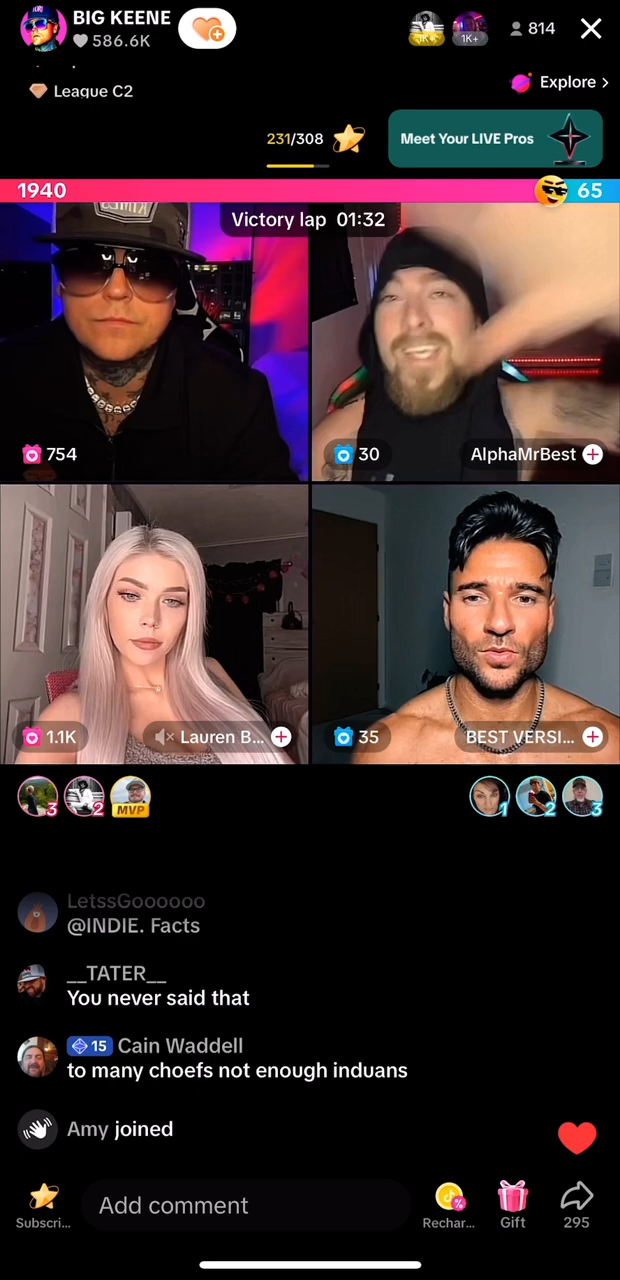 BIG KEENE
586.6K
1K+
1K+
814
League C2
Explore >
231/308
Meet Your LIVE Pros
1940
65
Victory lap 01:32
754
30
AlphaMrBest
1.1K
Lauren B...
35
BEST VERSI...
3
2
MVP
1
2
3
LetssGoooooo
@INDIE. Facts
__TATER__
You never said that
15 Cain Waddell
to many choefs not enough induans
Amy joined
Add comment
Subscri...
Rechar...
Gift
295